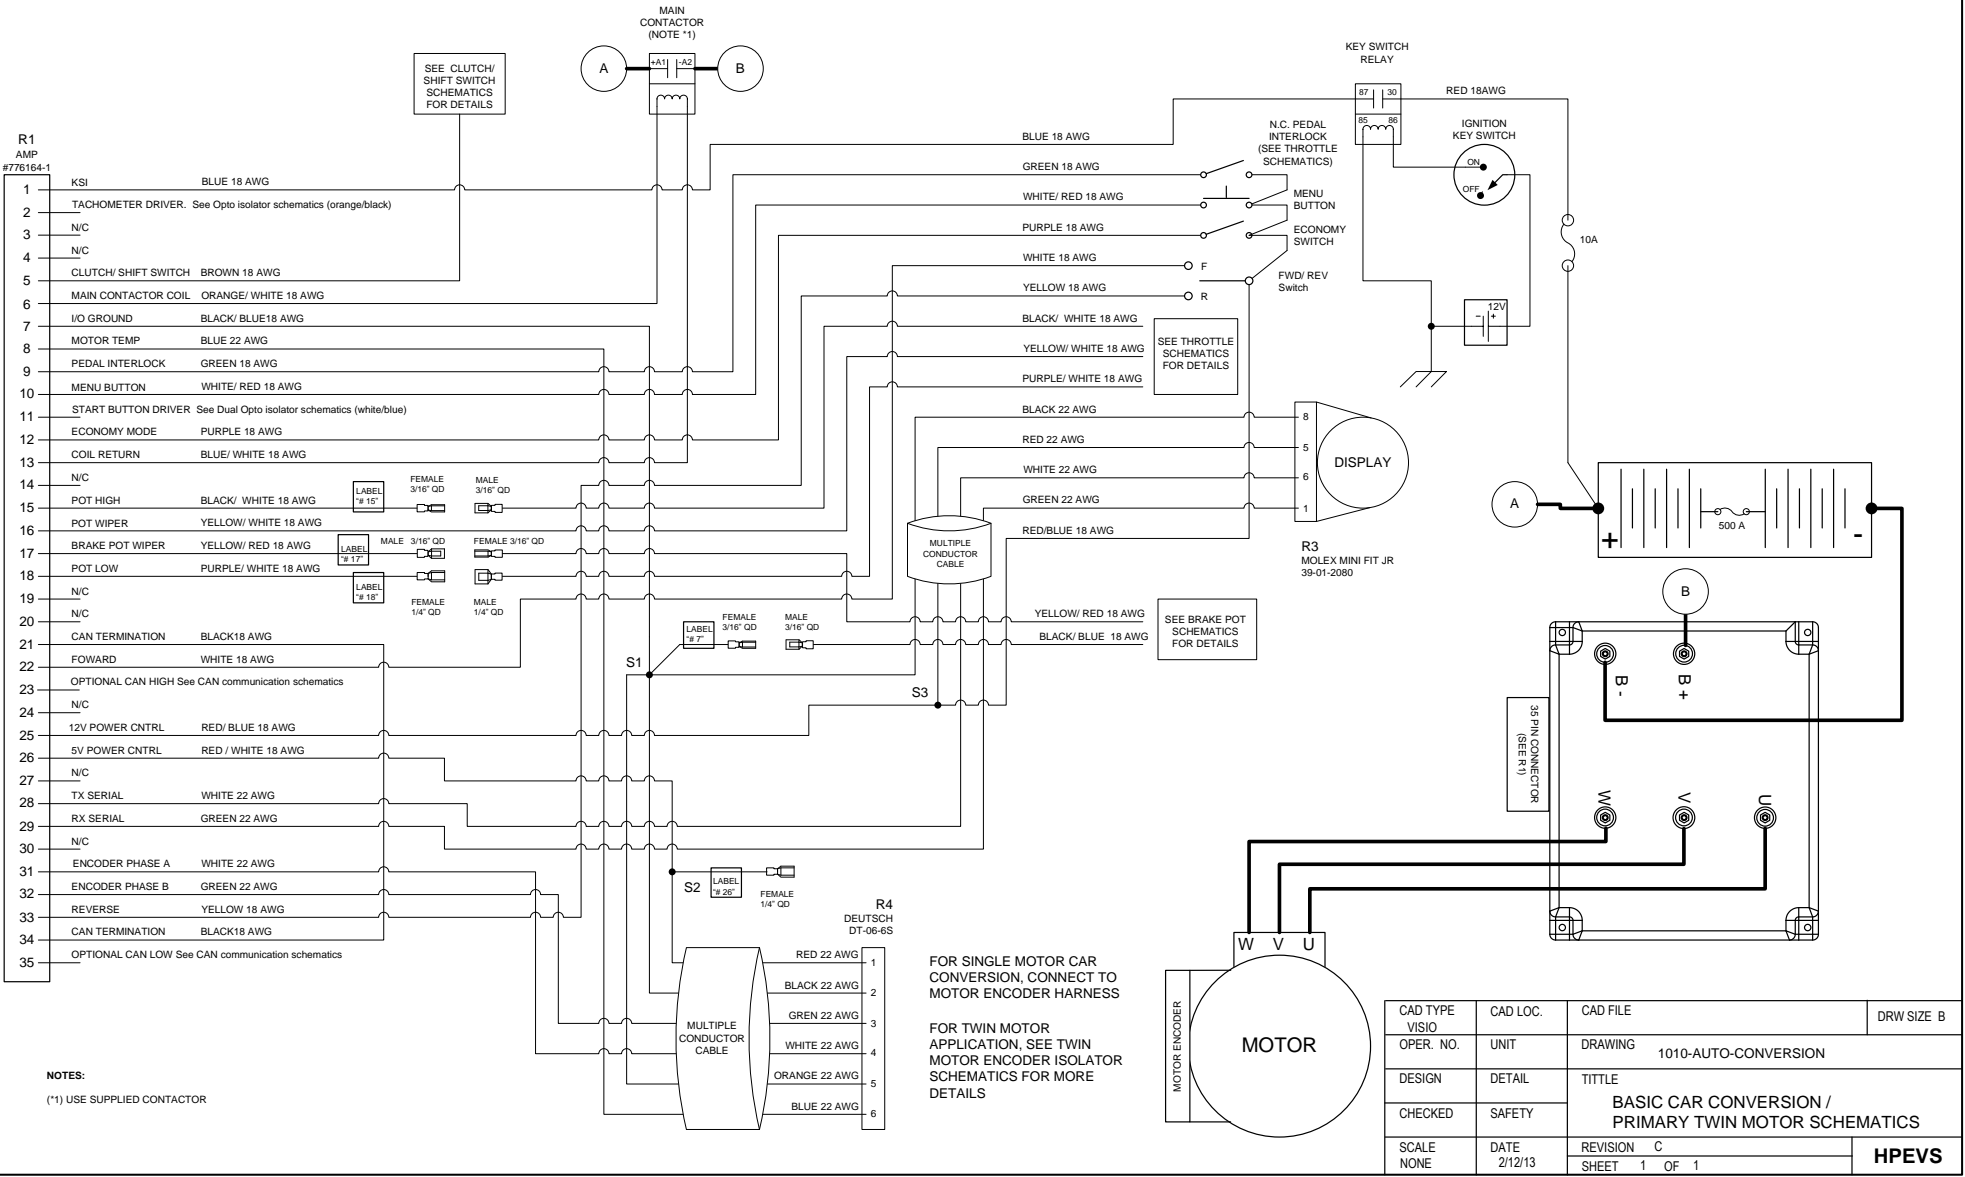 MAIN
CONTACTOR
(NOTE *1)
A
+A1
-A2
B
SEE CLUTCH/
SHIFT SWITCH
SCHEMATICS
FOR DETAILS
KEY SWITCH
RELAY
87
30
85
86
RED 18AWG
IGNITION
KEY SWITCH
ON
OFF
10A
12V
- +
N.C. PEDAL
INTERLOCK
(SEE THROTTLE
SCHEMATICS)
MENU
BUTTON
ECONOMY
SWITCH
FWD/ REV
Switch
F
R
BLUE 18 AWG
GREEN 18 AWG
WHITE/ RED 18 AWG
PURPLE 18 AWG
WHITE 18 AWG
YELLOW 18 AWG
BLACK/ WHITE 18 AWG
YELLOW/ WHITE 18 AWG
PURPLE/ WHITE 18 AWG
SEE THROTTLE
SCHEMATICS
FOR DETAILS
BLACK 22 AWG
RED 22 AWG
WHITE 22 AWG
GREEN 22 AWG
RED/BLUE 18 AWG
8
5
6
1
DISPLAY
R3
MOLEX MINI FIT JR
39-01-2080
R1
AMP
#776164-1
1 KSI BLUE 18 AWG
2 TACHOMETER DRIVER. See Opto isolator schematics (orange/black)
3 N/C
4 N/C
5 CLUTCH/ SHIFT SWITCH BROWN 18 AWG
6 MAIN CONTACTOR COIL ORANGE/ WHITE 18 AWG
7 I/O GROUND BLACK/ BLUE18 AWG
8 MOTOR TEMP BLUE 22 AWG
9 PEDAL INTERLOCK GREEN 18 AWG
10 MENU BUTTON WHITE/ RED 18 AWG
11 START BUTTON DRIVER See Dual Opto isolator schematics (white/blue)
12 ECONOMY MODE PURPLE 18 AWG
13 COIL RETURN BLUE/ WHITE 18 AWG
14 N/C
15 POT HIGH BLACK/ WHITE 18 AWG
16 POT WIPER YELLOW/ WHITE 18 AWG
17 BRAKE POT WIPER YELLOW/ RED 18 AWG
18 POT LOW PURPLE/ WHITE 18 AWG
19 N/C
20 N/C
21 CAN TERMINATION BLACK18 AWG
22 FOWARD WHITE 18 AWG
23 OPTIONAL CAN HIGH See CAN communication schematics
24 N/C
25 12V POWER CNTRL RED/ BLUE 18 AWG
26 5V POWER CNTRL RED / WHITE 18 AWG
27 N/C
28 TX SERIAL WHITE 22 AWG
29 RX SERIAL GREEN 22 AWG
30 N/C
31 ENCODER PHASE A WHITE 22 AWG
32 ENCODER PHASE B GREEN 22 AWG
33 REVERSE YELLOW 18 AWG
34 CAN TERMINATION BLACK18 AWG
35 OPTIONAL CAN LOW See CAN communication schematics
LABEL
"# 15"
FEMALE
3/16" QD
MALE
3/16" QD
LABEL
"# 17"
MALE 3/16" QD
FEMALE 3/16" QD
LABEL
"# 18"
FEMALE
1/4" QD
MALE
1/4" QD
MULTIPLE
CONDUCTOR
CABLE
S1
LABEL
"# 7"
FEMALE
3/16" QD
MALE
3/16" QD
YELLOW/ RED 18 AWG
BLACK/ BLUE 18 AWG
SEE BRAKE POT
SCHEMATICS
FOR DETAILS
S3
S2
LABEL
"# 26"
FEMALE
1/4" QD
R4
DEUTSCH
DT-06-6S
MULTIPLE
CONDUCTOR
CABLE
RED 22 AWG 1
BLACK 22 AWG 2
GREN 22 AWG 3
WHITE 22 AWG 4
ORANGE 22 AWG 5
BLUE 22 AWG 6
FOR SINGLE MOTOR CAR
CONVERSION, CONNECT TO
MOTOR ENCODER HARNESS
FOR TWIN MOTOR
APPLICATION, SEE TWIN
MOTOR ENCODER ISOLATOR
SCHEMATICS FOR MORE
DETAILS
A
+
500 A
-
B
B -
B +
35 PIN CONNECTOR
(SEE R1)
W
V
U
W V U
MOTOR ENCODER
MOTOR
NOTES:
(*1) USE SUPPLIED CONTACTOR
CAD TYPE
VISIO
CAD LOC.
CAD FILE
DRW SIZE B
OPER. NO.
UNIT
DRAWING
1010-AUTO-CONVERSION
DESIGN
DETAIL
TITTLE
BASIC CAR CONVERSION /
PRIMARY TWIN MOTOR SCHEMATICS
CHECKED
SAFETY
SCALE
NONE
DATE
2/12/13
REVISION C
SHEET 1 OF 1
HPEVS